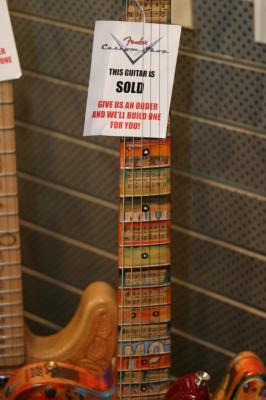 Fender
Custom Shop
THIS GUITAR IS
SOLD
GIVE US AN ORDER
AND WE'LL BUILD ONE
FOR YOU!